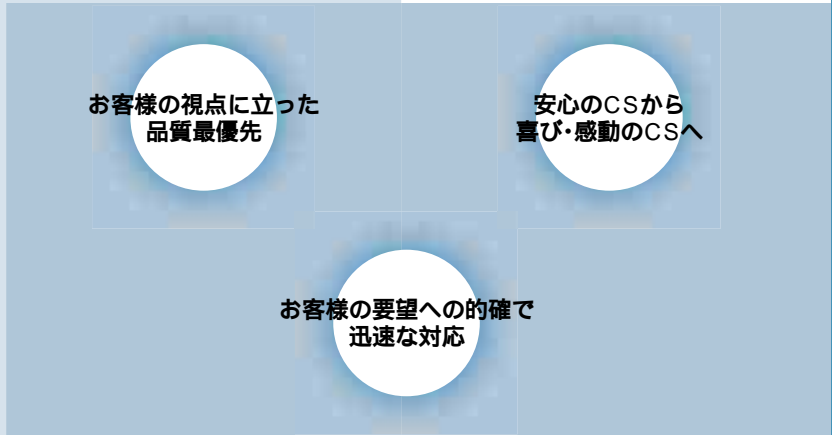 お客様の視点に立った
品質最優先
安心のCSから
喜び・感動のCSへ
お客様の要望への的確で
迅速な対応